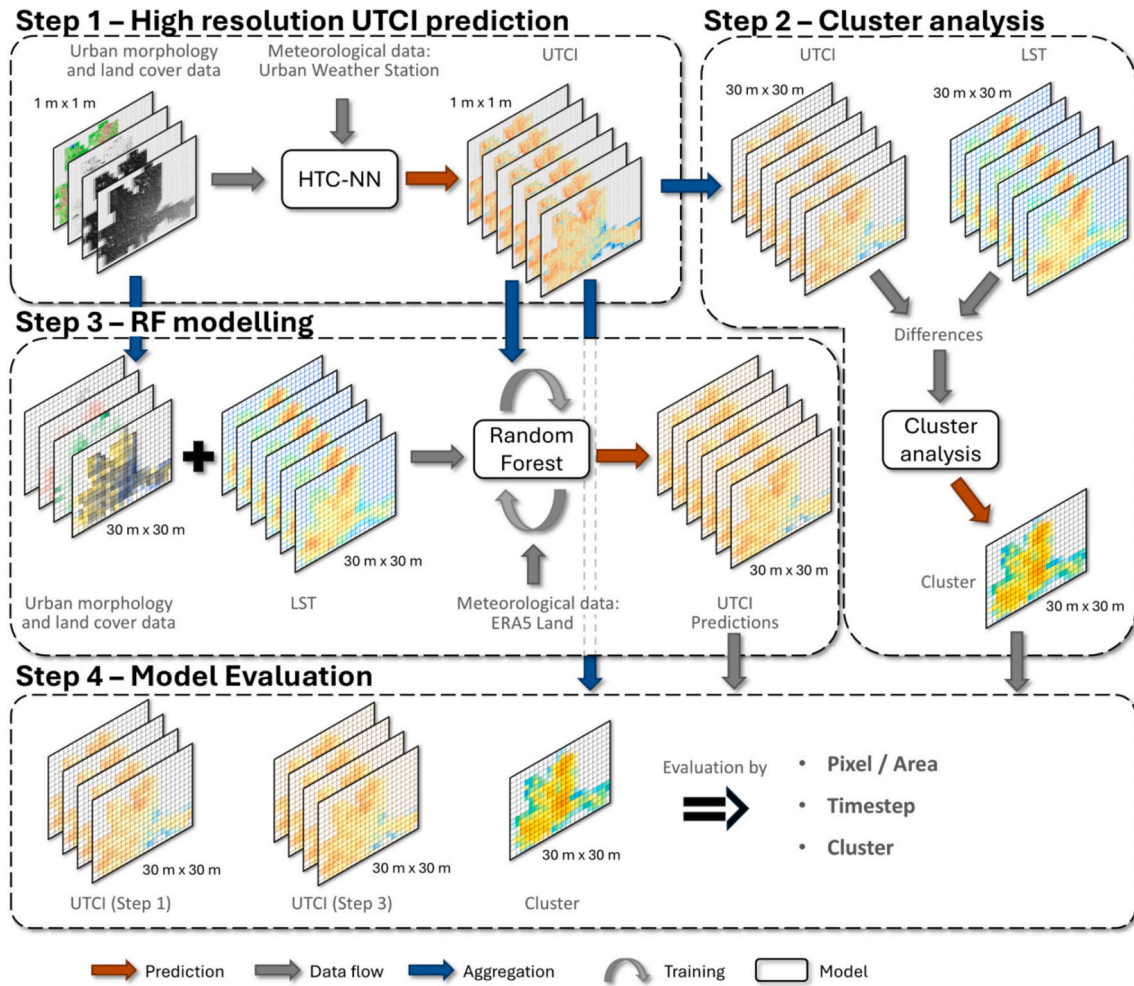 Step 1 – High resolution UTCI prediction
Urban morphology
and land cover data
Meteorological data:
Urban Weather Station
UTCI
1 m x 1 m
1 m x 1 m
HTC-NN
Step 2 – Cluster analysis
UTCI
LST
30 m x 30 m
30 m x 30 m
Differences
Cluster
analysis
Cluster
30 m x 30 m
Step 3 – RF modelling
Random
Forest
30 m x 30 m
30 m x 30 m
30 m x 30 m
Urban morphology
and land cover data
LST
Meteorological data:
ERA5 Land
UTCI
Predictions
Step 4 – Model Evaluation
30 m x 30 m
30 m x 30 m
30 m x 30 m
UTCI (Step 1)
UTCI (Step 3)
Cluster
Evaluation by
• Pixel / Area
• Timestep
• Cluster
Prediction
Data flow
Aggregation
Training
Model